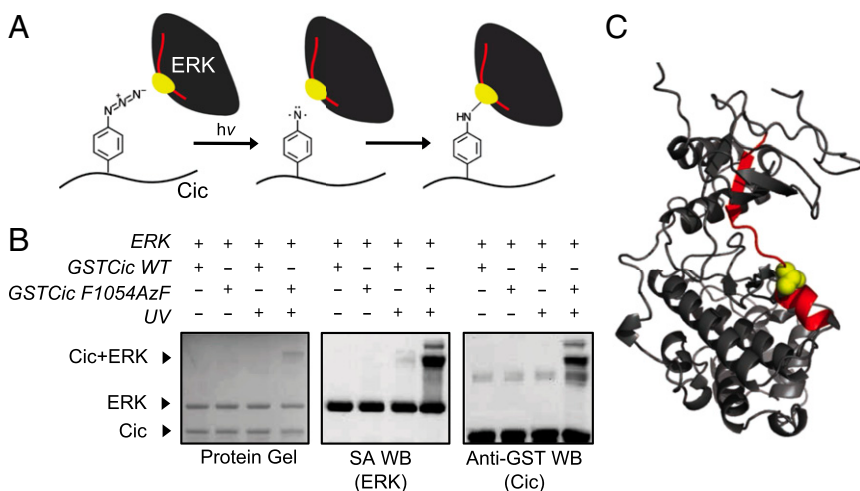 A
C
ERK
N=N=N
+
–
hν
·N̈·
HN
Cic
B
ERK + + + + + + + + + + + +
GSTCic WT + – + – + – + – + – + –
GSTCic F1054AzF – + – + – + – + – + – +
UV – – + + – – + + – – + +
Cic+ERK
ERK
Cic
Protein Gel SA WB Anti-GST WB
(ERK) (Cic)